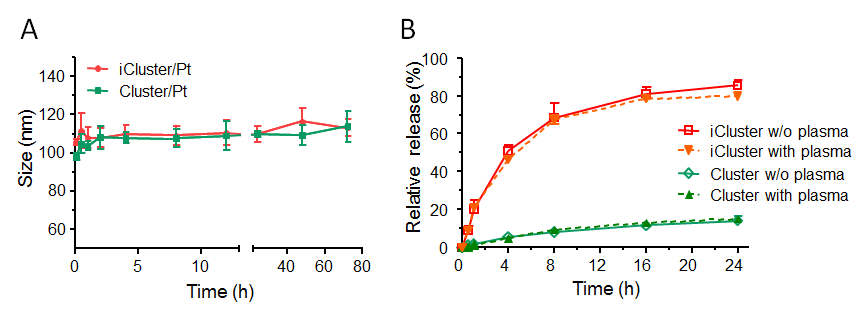 A
iCluster/Pt
Cluster/Pt
140
120
100
80
60
Size (nm)
0
5
10
40
60
80
Time (h)
B
100
80
60
40
20
0
Relative release (%)
iCluster w/o plasma
iCluster with plasma
Cluster w/o plasma
Cluster with plasma
0
4
8
12
16
20
24
Time (h)